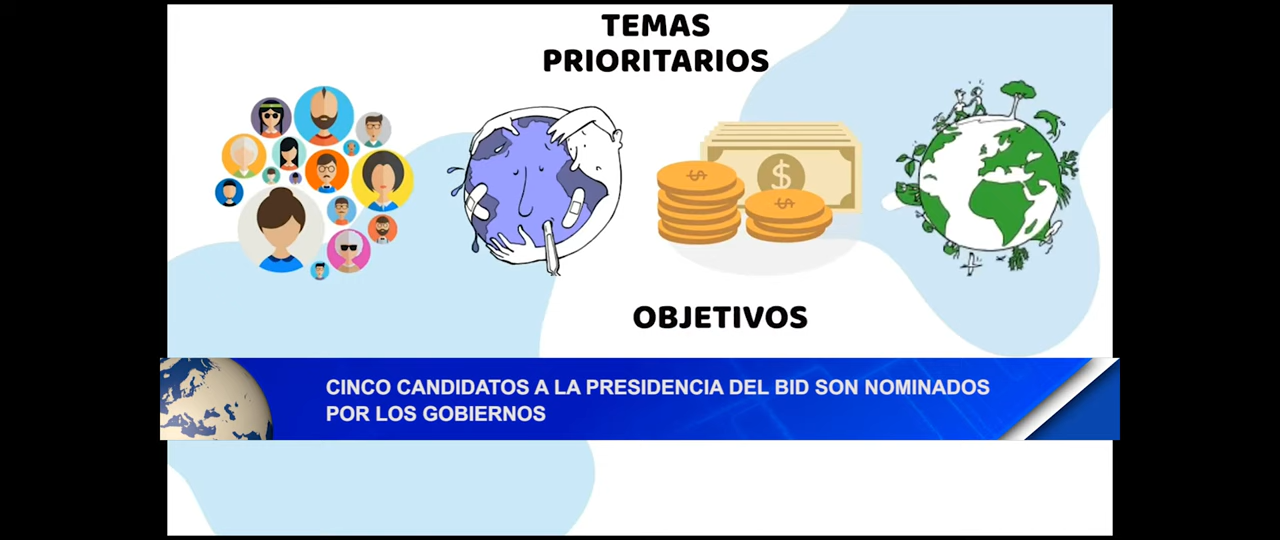 TEMAS
PRIORITARIOS
$
OBJETIVOS
CINCO CANDIDATOS A LA PRESIDENCIA DEL BID SON NOMINADOS
POR LOS GOBIERNOS